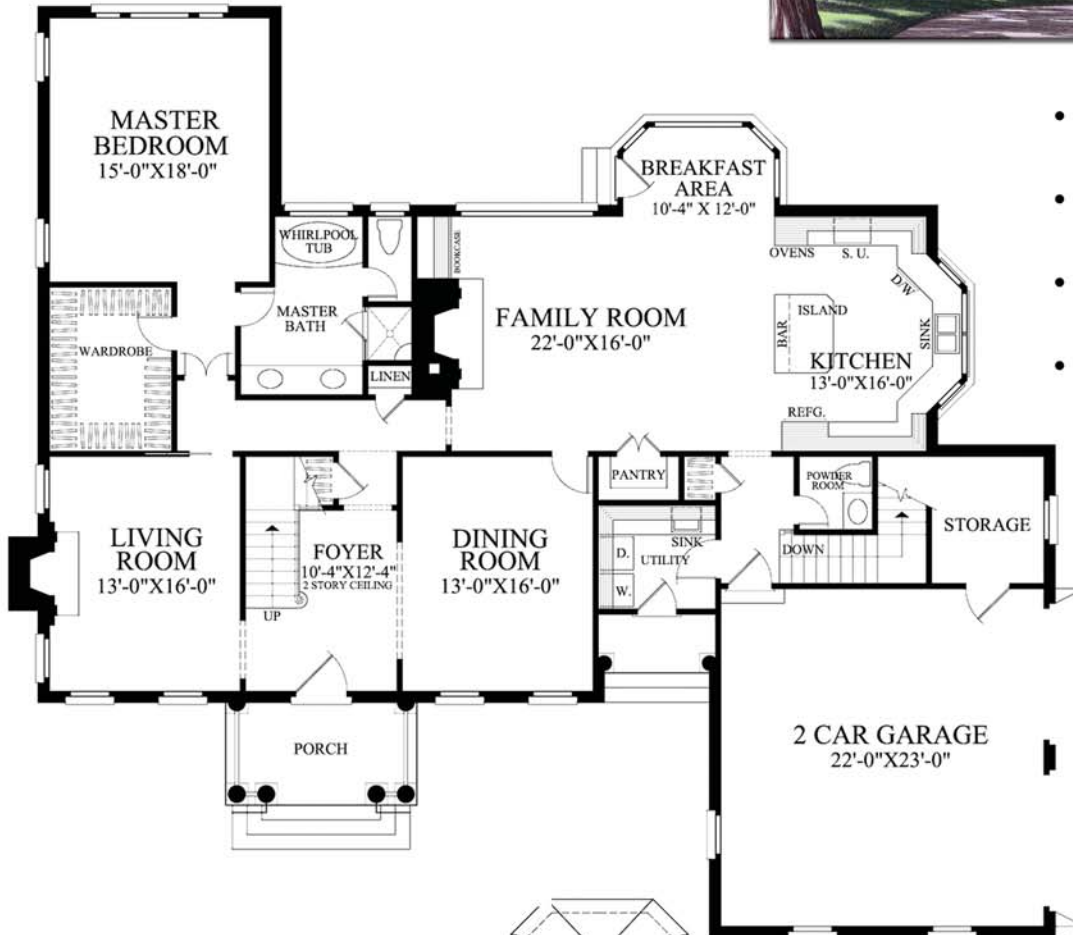 MASTER
BEDROOM
15'-0"X18'-0"
BREAKFAST
AREA
10'-4" X 12'-0"
WHIRLPOOL
TUB
BOOKCASE
OVENS
S. U.
D/W
MASTER
BATH
FAMILY ROOM
22'-0"X16'-0"
ISLAND
BAR
SINK
WARDROBE
KITCHEN
13'-0"X16'-0"
LINEN
REFG.
PANTRY
POWDER
ROOM
LIVING
ROOM
13'-0"X16'-0"
FOYER
10'-4"X12'-4"
2 STORY CEILING
UP
DINING
ROOM
13'-0"X16'-0"
SINK
D.
UTILITY
W.
DOWN
STORAGE
PORCH
2 CAR GARAGE
22'-0"X23'-0"